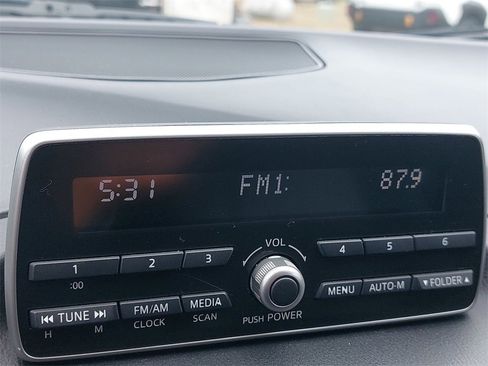 5:31 FM1: 87.9
VOL
1 2 3 4 5 6
:00
⏮ TUNE ⏭ FM/AM MEDIA MENU AUTO-M ▼ FOLDER ▲
H M CLOCK SCAN PUSH POWER